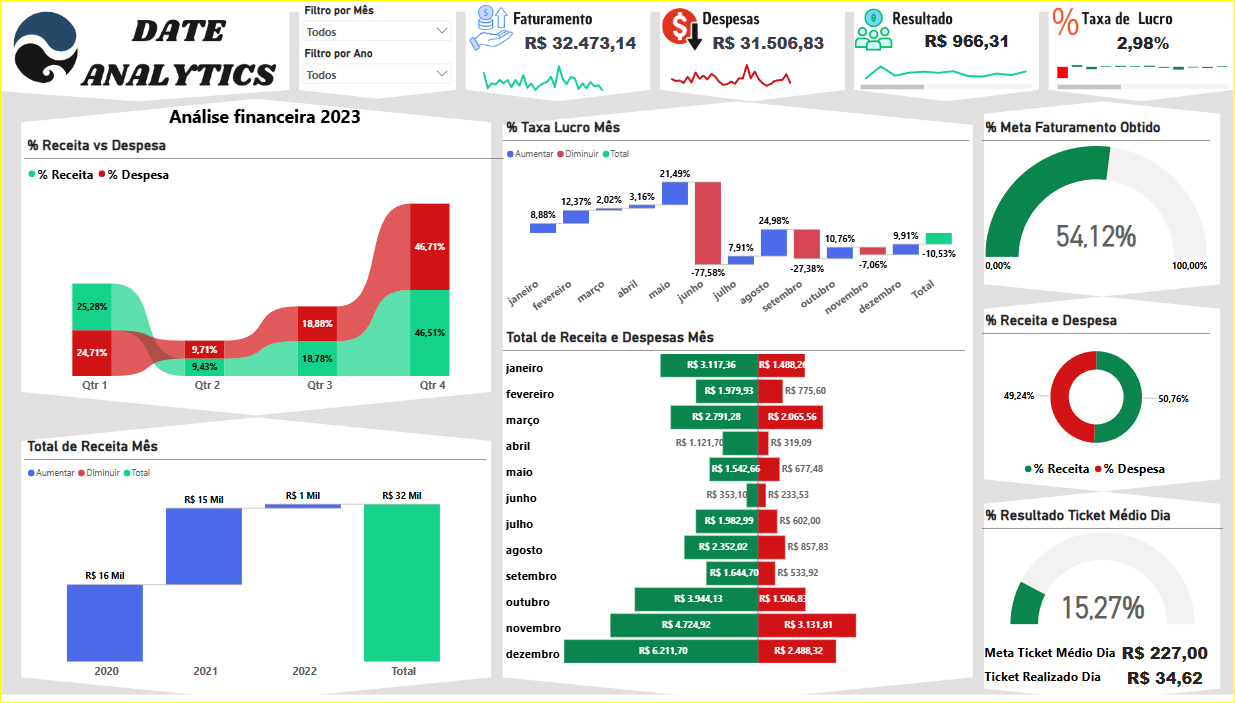 DATE
ANALYTICS
Filtro por Mês
Todos
Filtro por Ano
Todos
Faturamento
R$ 32.473,14
Despesas
R$ 31.506,83
Resultado
R$ 966,31
Taxa de Lucro
2,98%
Análise financeira 2023
% Receita vs Despesa
% Receita % Despesa
25,28%
24,71%
9,71%
9,43%
18,88%
18,78%
46,71%
46,51%
Qtr 1 Qtr 2 Qtr 3 Qtr 4
Total de Receita Mês
Aumentar Diminuir Total
R$ 16 Mil
R$ 15 Mil
R$ 1 Mil
R$ 32 Mil
2020 2021 2022 Total
% Taxa Lucro Mês
Aumentar Diminuir Total
8,88%
12,37%
2,02%
3,16%
21,49%
-77,58%
7,91%
24,98%
-27,38%
10,76%
-7,06%
9,91%
-10,53%
janeiro
fevereiro
março
abril
maio
junho
julho
agosto
setembro
outubro
novembro
dezembro
Total
Total de Receita e Despesas Mês
janeiro R$ 3.117,36 R$ 1.488,26
fevereiro R$ 1.979,93 R$ 775,60
março R$ 2.791,28 R$ 2.065,56
abril R$ 1.121,70 R$ 319,09
maio R$ 1.542,66 R$ 677,48
junho R$ 353,10 R$ 233,53
julho R$ 1.982,99 R$ 602,00
agosto R$ 2.352,02 R$ 857,83
setembro R$ 1.644,70 R$ 533,92
outubro R$ 3.944,13 R$ 1.506,83
novembro R$ 4.724,92 R$ 3.131,81
dezembro R$ 6.211,70 R$ 2.488,32
% Meta Faturamento Obtido
54,12%
0,00% 100,00%
% Receita e Despesa
49,24%
50,76%
% Receita % Despesa
% Resultado Ticket Médio Dia
15,27%
Meta Ticket Médio Dia R$ 227,00
Ticket Realizado Dia R$ 34,62